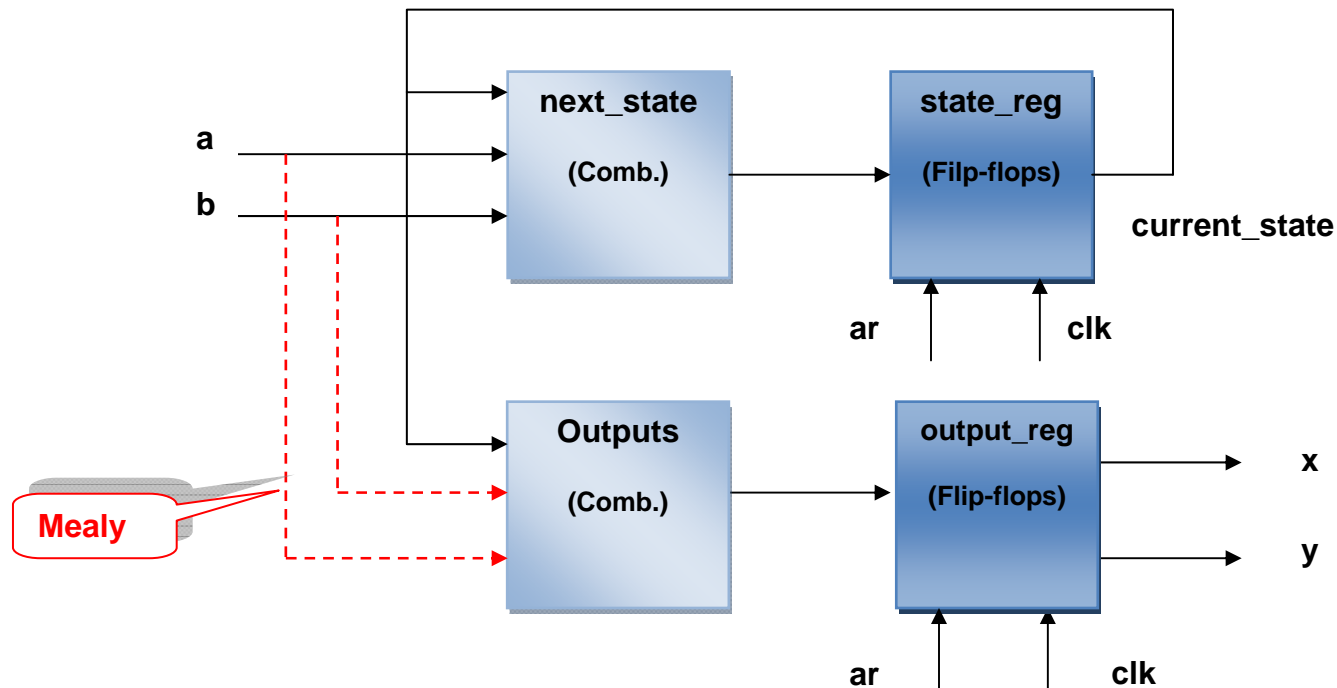 next_state
(Comb.)
state_reg
(Filp-flops)
a
b
current_state
ar
clk
Outputs
(Comb.)
output_reg
(Flip-flops)
x
y
Mealy
ar
clk